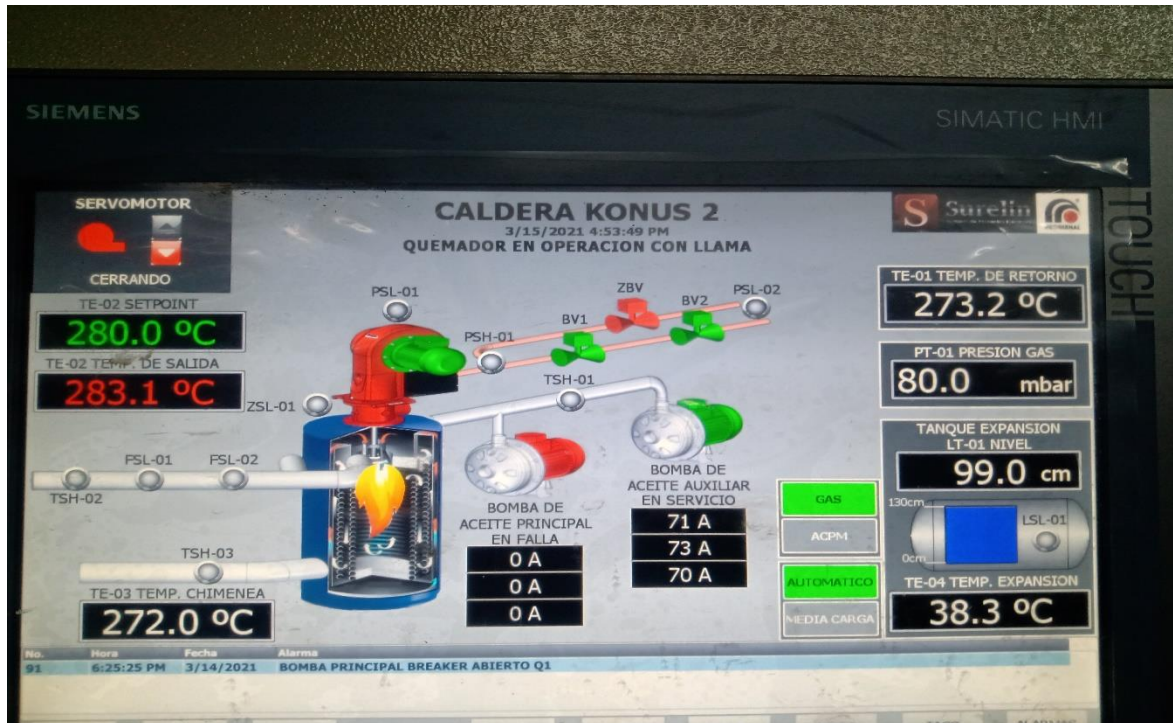 SIEMENS
SIMATIC HMI
TOUCH
SERVOMOTOR
CERRANDO
CALDERA KONUS 2
3/15/2021 4:53:49 PM
QUEMADOR EN OPERACION CON LLAMA
S Surelin
TE-02 SETPOINT
280.0 ºC
TE-02 TEMP. DE SALIDA
283.1 ºC
PSL-01
ZBV
PSL-02
BV2
BV1
PSH-01
TSH-01
ZSL-01
FSL-01
FSL-02
TSH-02
TSH-03
TE-03 TEMP. CHIMENEA
272.0 ºC
BOMBA DE
ACEITE PRINCIPAL
EN FALLA
0 A
0 A
0 A
BOMBA DE
ACEITE AUXILIAR
EN SERVICIO
71 A
73 A
70 A
GAS
ACPM
AUTOMATICO
MEDIA CARGA
TE-01 TEMP. DE RETORNO
273.2 ºC
PT-01 PRESION GAS
80.0 mbar
TANQUE EXPANSION
LT-01 NIVEL
99.0 cm
130cm
LSL-01
0cm
TE-04 TEMP. EXPANSION
38.3 ºC
No. Hora Fecha Alarma
91 6:25:25 PM 3/14/2021 BOMBA PRINCIPAL BREAKER ABIERTO Q1